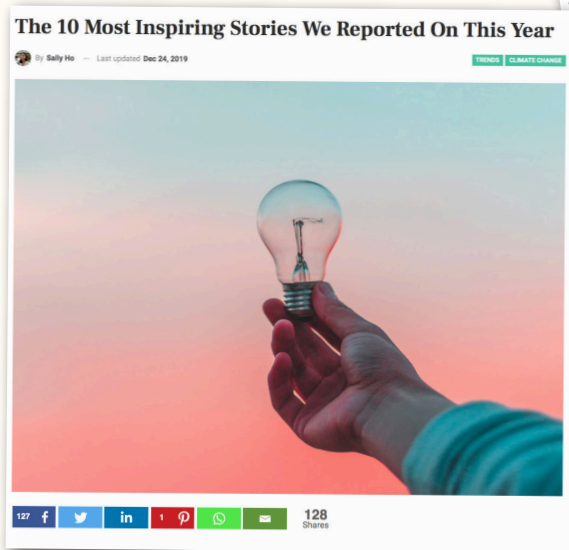 The 10 Most Inspiring Stories We Reported On This Year
By Sally Ho — Last updated Dec 24, 2019
TRENDS CLIMATE CHANGE
127 f in 1
128
Shares